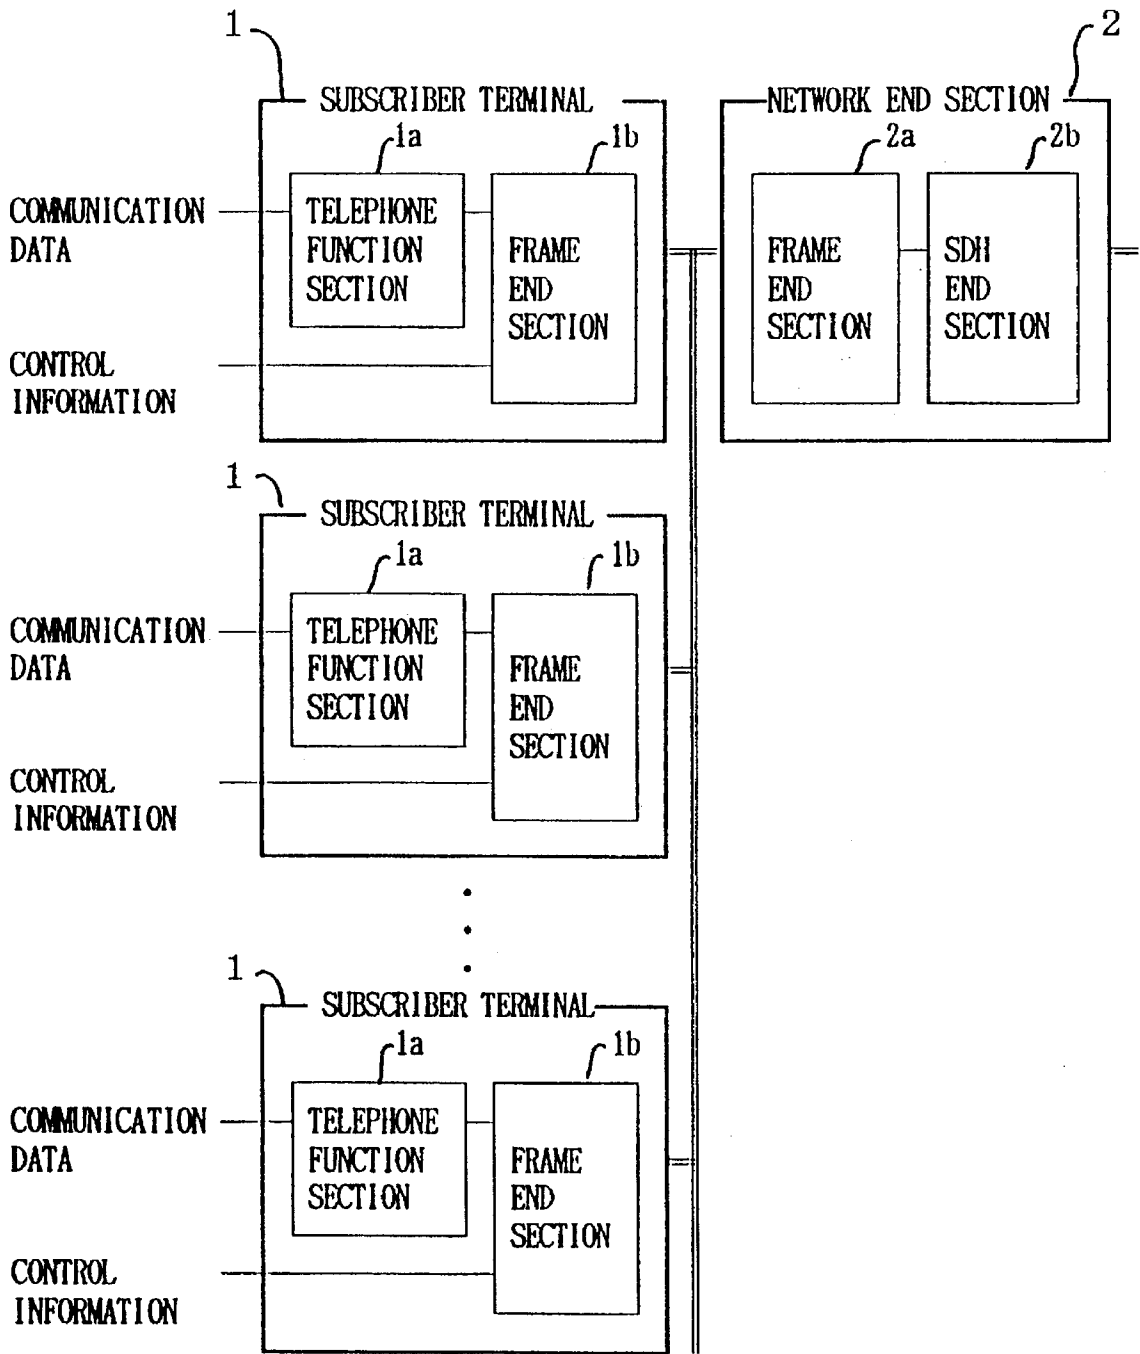 1
2
SUBSCRIBER TERMINAL
NETWORK END SECTION
1a
1b
2a
2b
COMMUNICATION
DATA
TELEPHONE
FUNCTION
SECTION
FRAME
END
SECTION
FRAME
END
SECTION
SDH
END
SECTION
CONTROL
INFORMATION
1
SUBSCRIBER TERMINAL
1a
1b
COMMUNICATION
DATA
TELEPHONE
FUNCTION
SECTION
FRAME
END
SECTION
CONTROL
INFORMATION
1
SUBSCRIBER TERMINAL
1a
1b
COMMUNICATION
DATA
TELEPHONE
FUNCTION
SECTION
FRAME
END
SECTION
CONTROL
INFORMATION